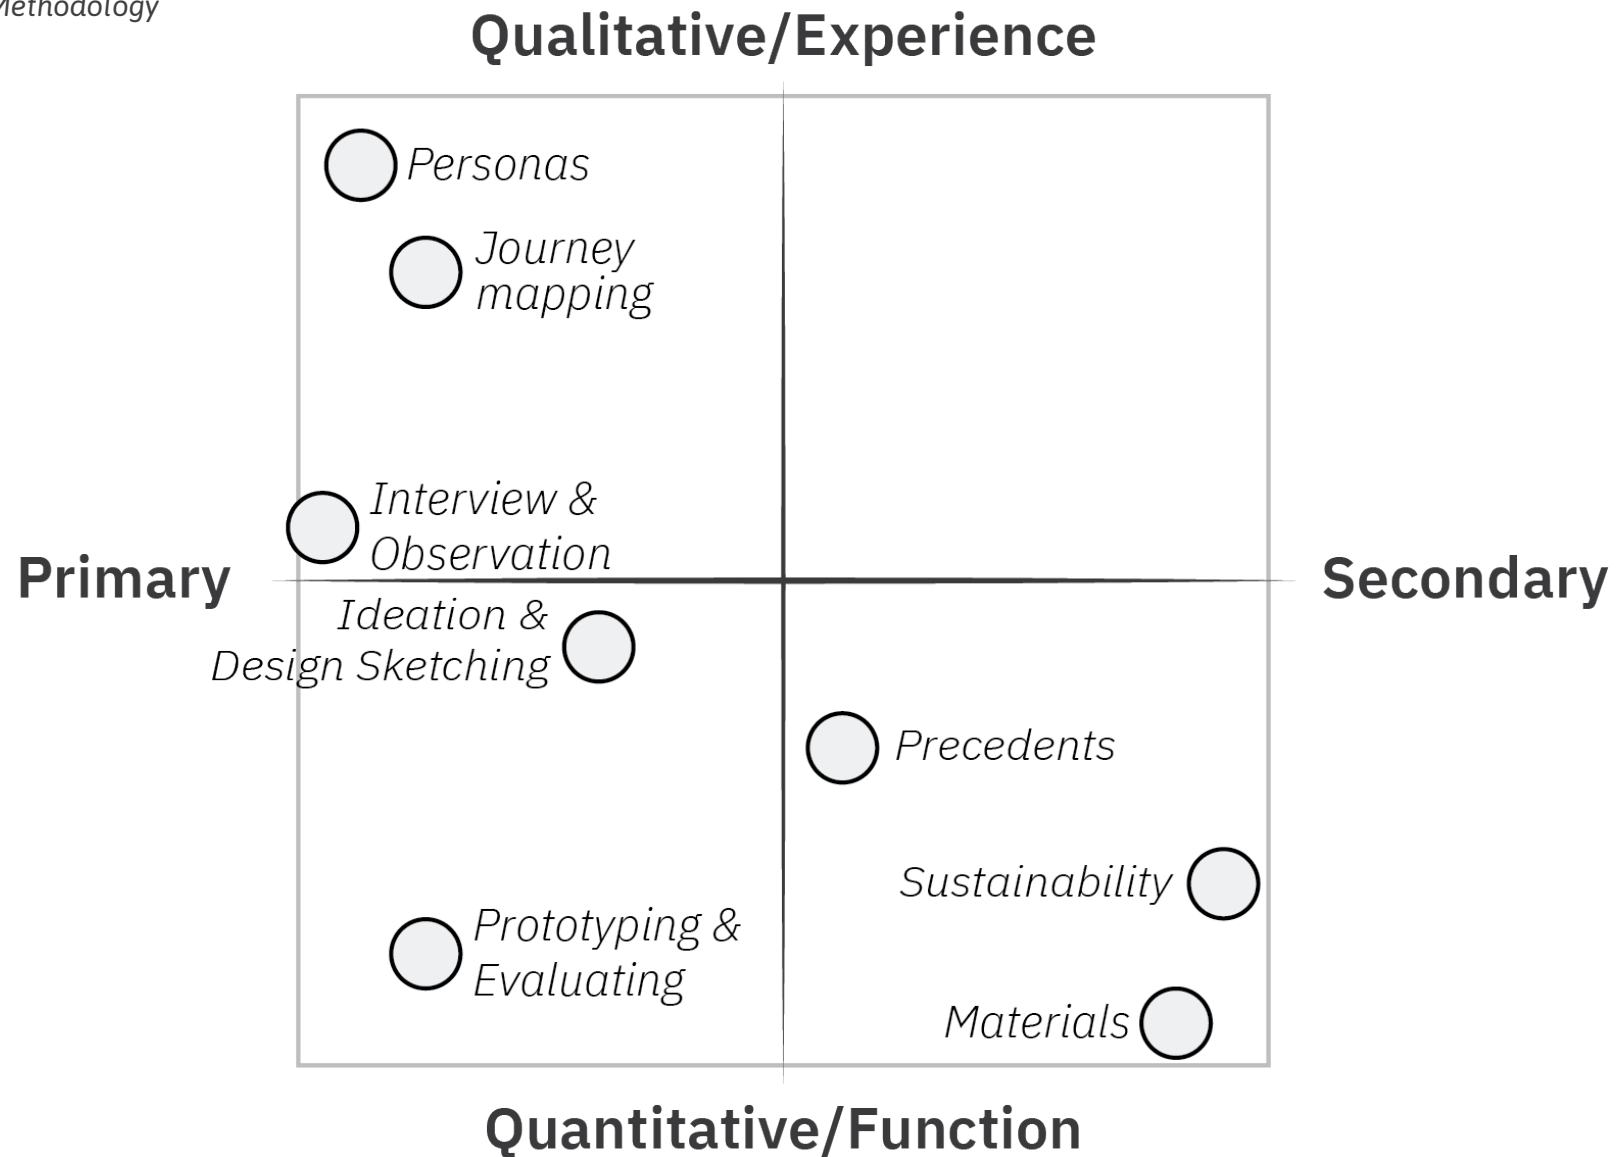 Methodology
Qualitative/Experience
Personas
Journey
mapping
Interview &
Observation
Primary
Secondary
Ideation &
Design Sketching
Precedents
Sustainability
Prototyping &
Evaluating
Materials
Quantitative/Function